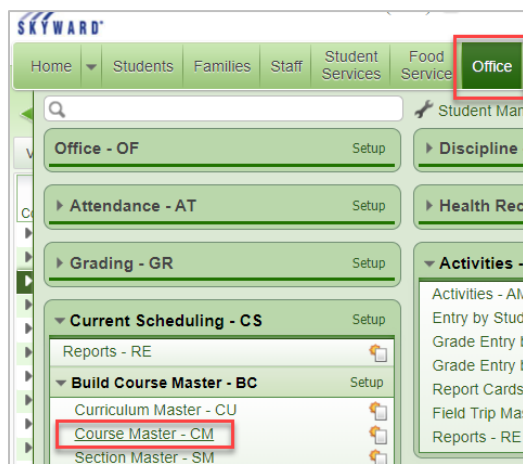 SKYWARD
Home Students Families Staff Student Services Food Service Office
Student Man
Office - OF Setup
Discipline
Attendance - AT Setup
Health Rec
Grading - GR Setup
Activities -
Activities - AM
Current Scheduling - CS Setup
Entry by Stud
Reports - RE
Grade Entry b
Grade Entry b
Build Course Master - BC Setup
Report Cards
Curriculum Master - CU
Field Trip Mas
Course Master - CM
Reports - RE
Section Master - SM